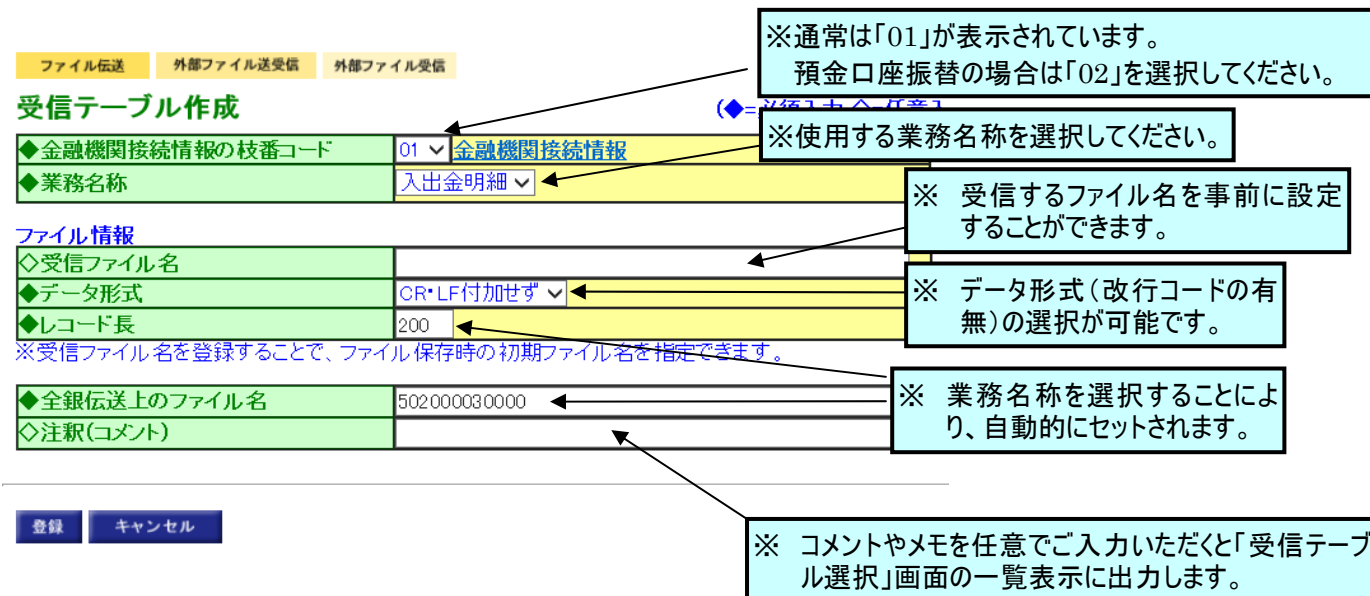 ※通常は「01」が表示されています。
預金口座振替の場合は「02」を選択してください。
ファイル伝送 外部ファイル送受信 外部ファイル受信
受信テーブル作成
※使用する業務名称を選択してください。
◆金融機関接続情報の枝番コード 01 金融機関接続情報
◆業務名称 入出金明細
※ 受信するファイル名を事前に設定
することができます。
ファイル情報
◇受信ファイル名
◆データ形式 CR・LF付加せず
※ データ形式(改行コードの有
無)の選択が可能です。
◆レコード長 200
※受信ファイル名を登録することで、ファイル保存時の初期ファイル名を指定できます。
◆全銀伝送上のファイル名 502000030000
※ 業務名称を選択することによ
り、自動的にセットされます。
◇注釈(コメント)
登録 キャンセル
※ コメントやメモを任意でご入力いただくと「受信テーブ
ル選択」画面の一覧表示に出力します。